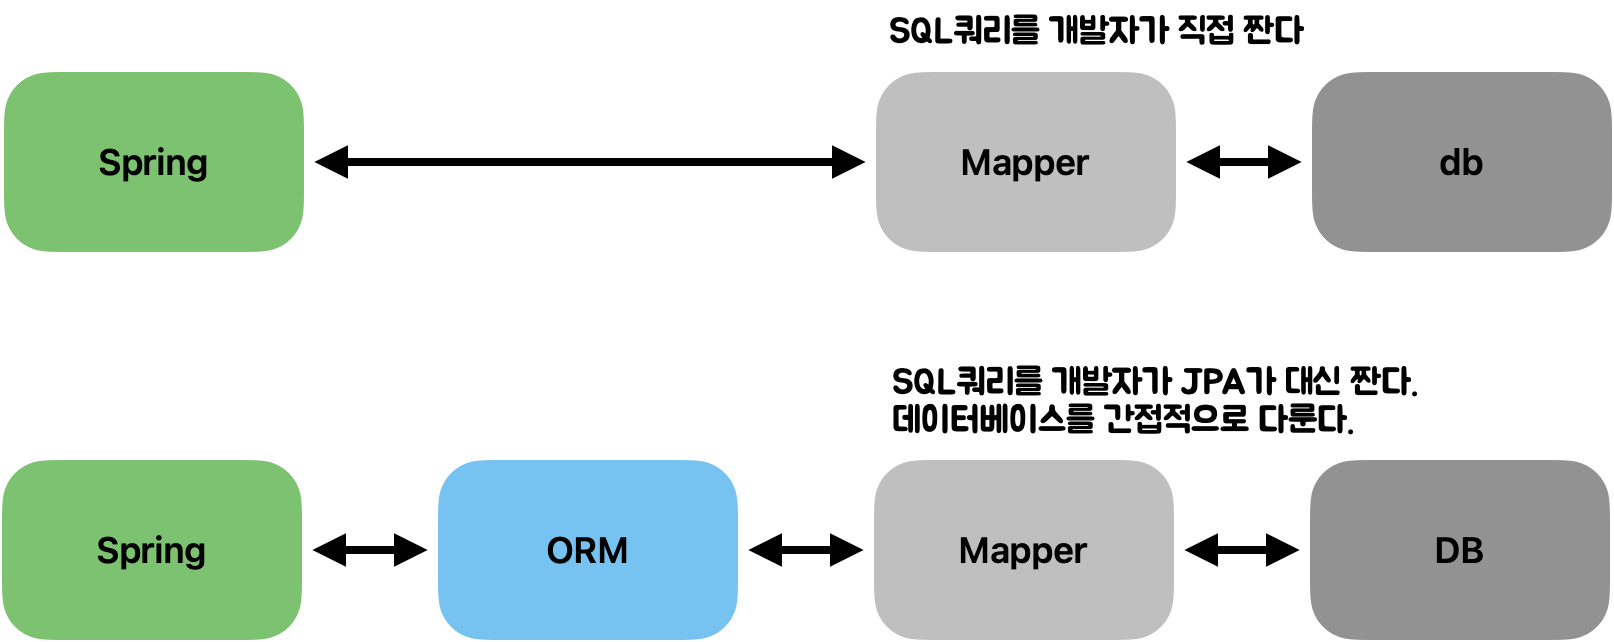 SQL쿼리를 개발자가 직접 짠다
Spring
Mapper
db
SQL쿼리를 개발자가 JPA가 대신 짠다.
데이터베이스를 간접적으로 다룬다.
Spring
ORM
Mapper
DB